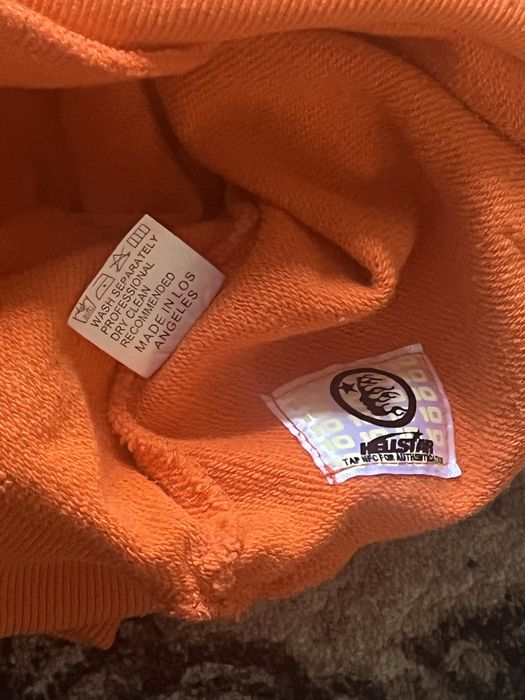 WASH SEPARATELY
PROFESSIONAL
DRY CLEAN
RECOMMENDED
MADE IN LOS
ANGELES
HELLSTAR
TAP NFC FOR AUTHENTICATION